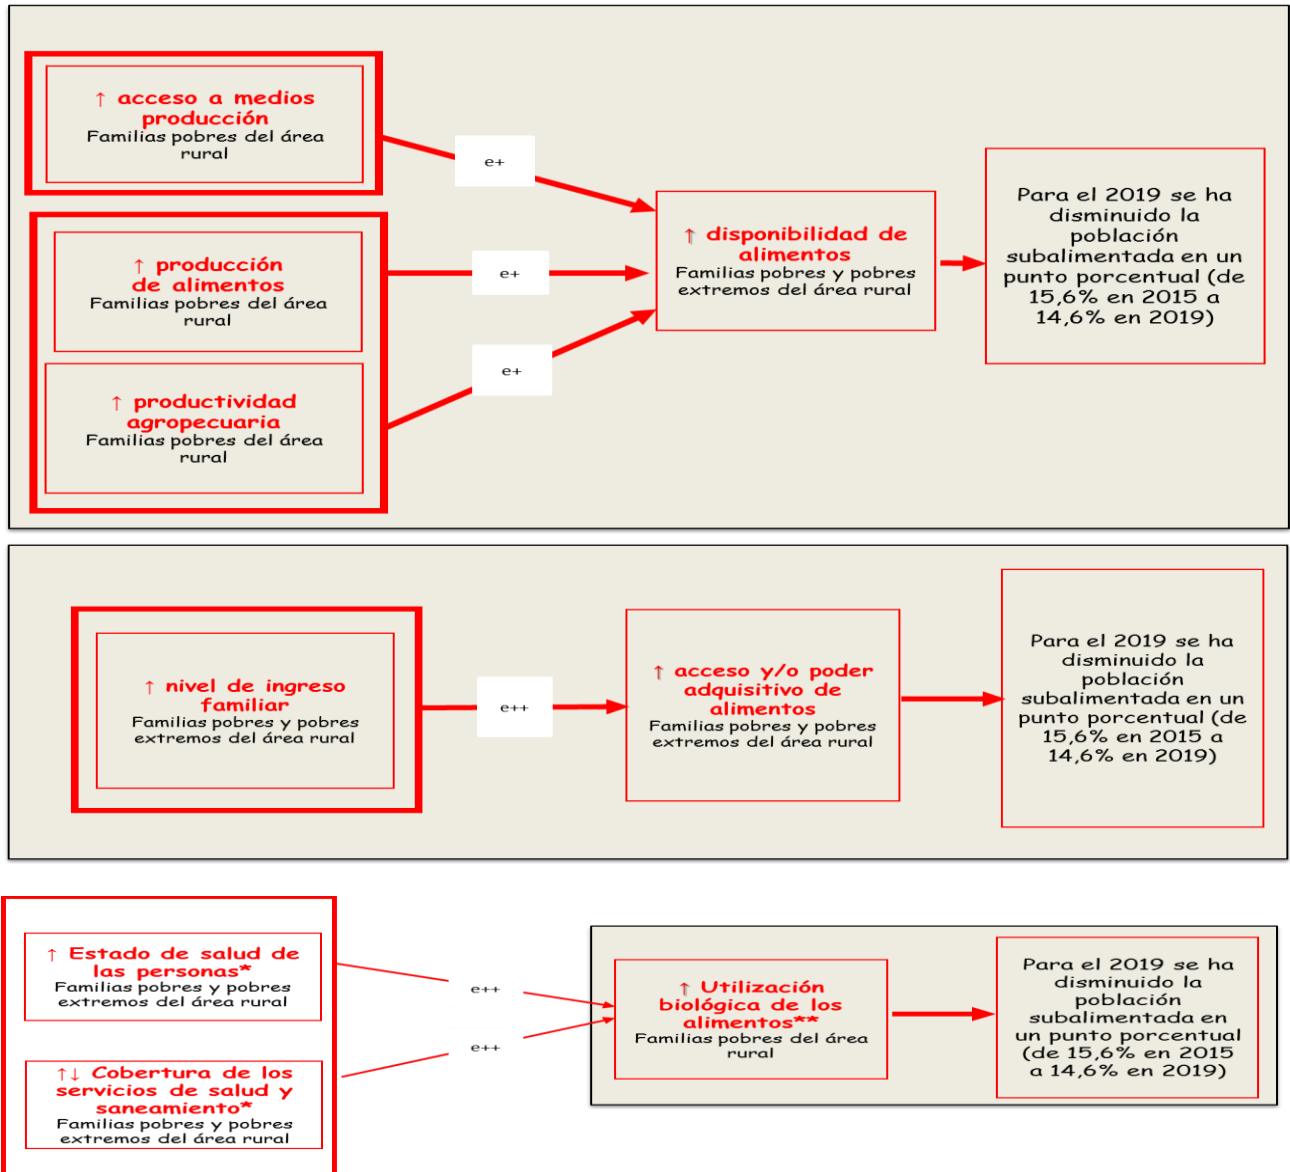 ↑ acceso a medios
producción
Familias pobres del área
rural
e+
↑ producción
de alimentos
Familias pobres del área
rural
e+
↑ productividad
agropecuaria
Familias pobres del área
rural
e+
↑ disponibilidad de
alimentos
Familias pobres y pobres
extremos del área rural
Para el 2019 se ha
disminuido la
población
subalimentada en un
punto porcentual (de
15,6% en 2015 a
14,6% en 2019)
↑ nivel de ingreso
familiar
Familias pobres y pobres
extremos del área rural
e++
↑ acceso y/o poder
adquisitivo de
alimentos
Familias pobres y pobres
extremos del área rural
Para el 2019 se ha
disminuido la
población
subalimentada en un
punto porcentual (de
15,6% en 2015 a
14,6% en 2019)
↑ Estado de salud de
las personas*
Familias pobres y pobres
extremos del área rural
e++
↑↓ Cobertura de los
servicios de salud y
saneamiento*
Familias pobres y pobres
extremos del área rural
e++
↑ Utilización
biológica de los
alimentos**
Familias pobres del área
rural
Para el 2019 se ha
disminuido la
población
subalimentada en
un punto porcentual
(de 15,6% en 2015
a 14,6% en 2019)